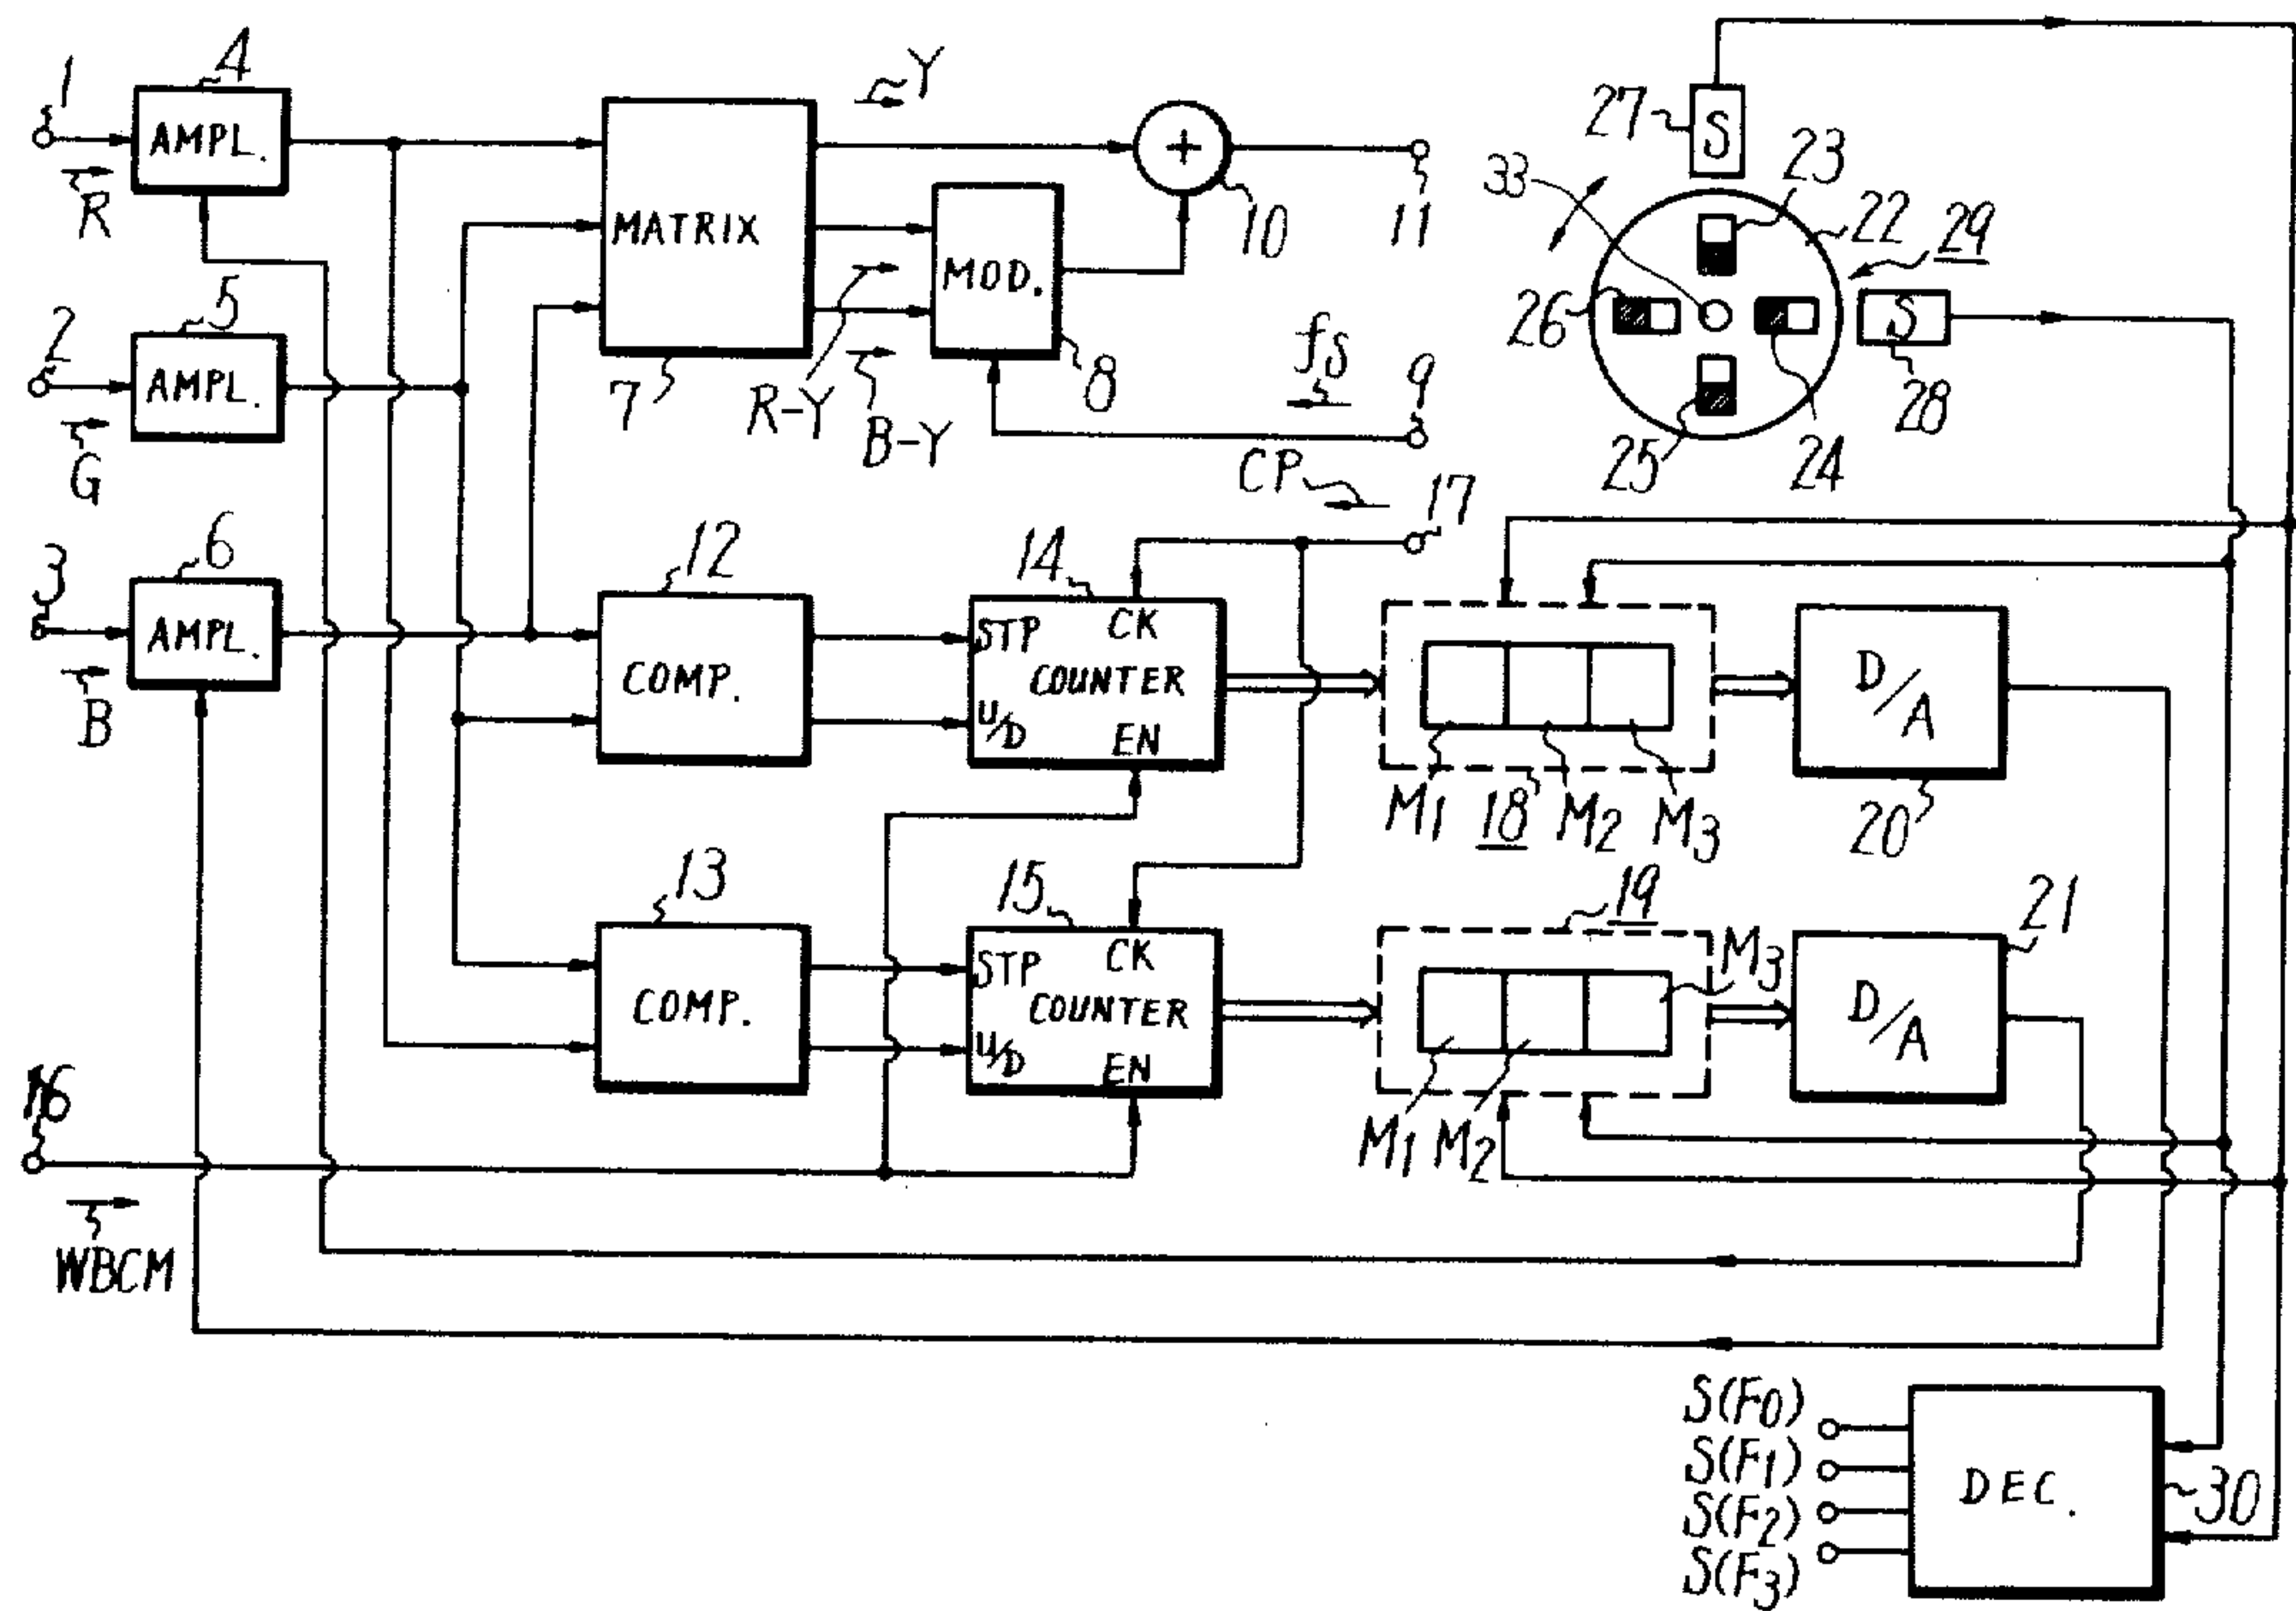 1
4
AMPL.
R
2
5
AMPL.
G
3
6
AMPL.
B
MATRIX
7
Y
R-Y
B-Y
MOD.
8
+
10
11
fs
9
CP
17
27
S
33
23
22
29
26
24
25
S
28
12
COMP.
14
STP
CK
COUNTER
U/D
EN
M1
18
M2
M3
D/A
20
13
COMP.
15
STP
CK
COUNTER
U/D
EN
19
M3
M1
M2
D/A
21
16
WBCM
S(F0)
S(F1)
S(F2)
S(F3)
DEC.
30